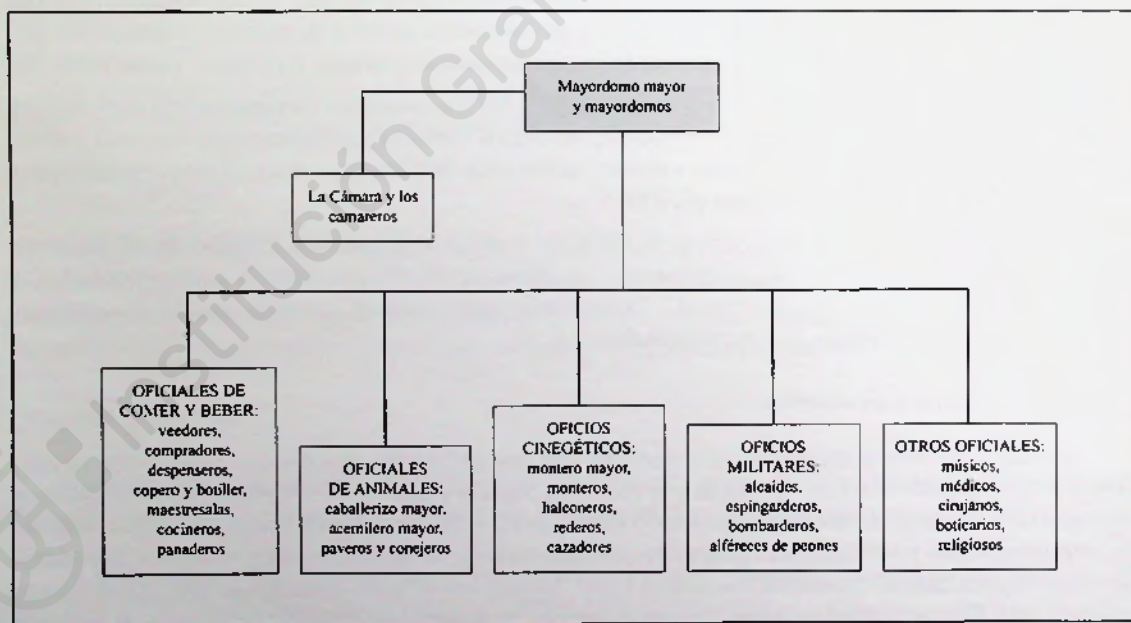 Institución Gran
Mayordomo mayor
y mayordomos
La Cámara y los
camareros
OFICIALES DE
COMER Y BEBER:
veedores,
compradores,
despenseros,
copero y botiller,
maestresalas,
cocineros,
panaderos
OFICIALES
DE ANIMALES:
caballerizo mayor,
acemilero mayor,
paveros y conejeros
OFICIOS
CINEGÉTICOS:
montero mayor,
monteros,
halconeros,
rederos,
cazadores
OFICIOS
MILITARES:
alcaides,
espingarderos,
bombarderos,
alféreces de peones
OTROS OFICIALES:
músicos,
médicos,
cirujanos,
boticarios,
religiosos